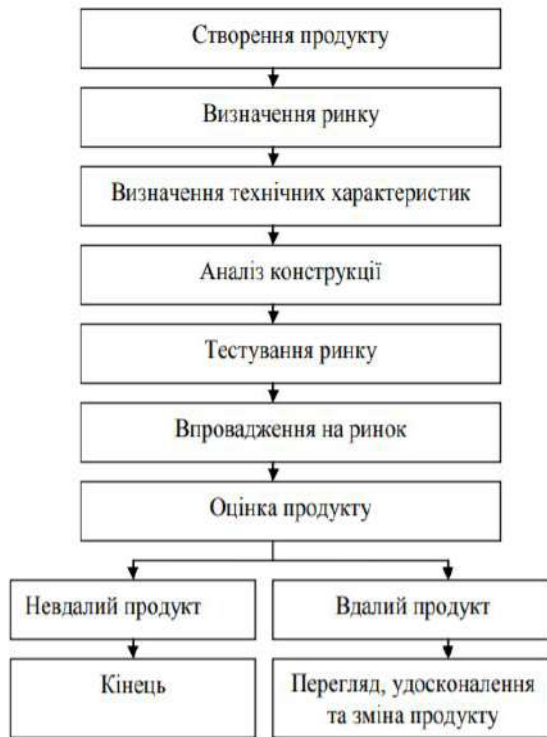 Створення продукту
Визначення ринку
Визначення технічних характеристик
Аналіз конструкції
Тестування ринку
Впровадження на ринок
Оцінка продукту
Невдалий продукт
Вдалий продукт
Кінець
Перегляд, удосконалення
та зміна продукту